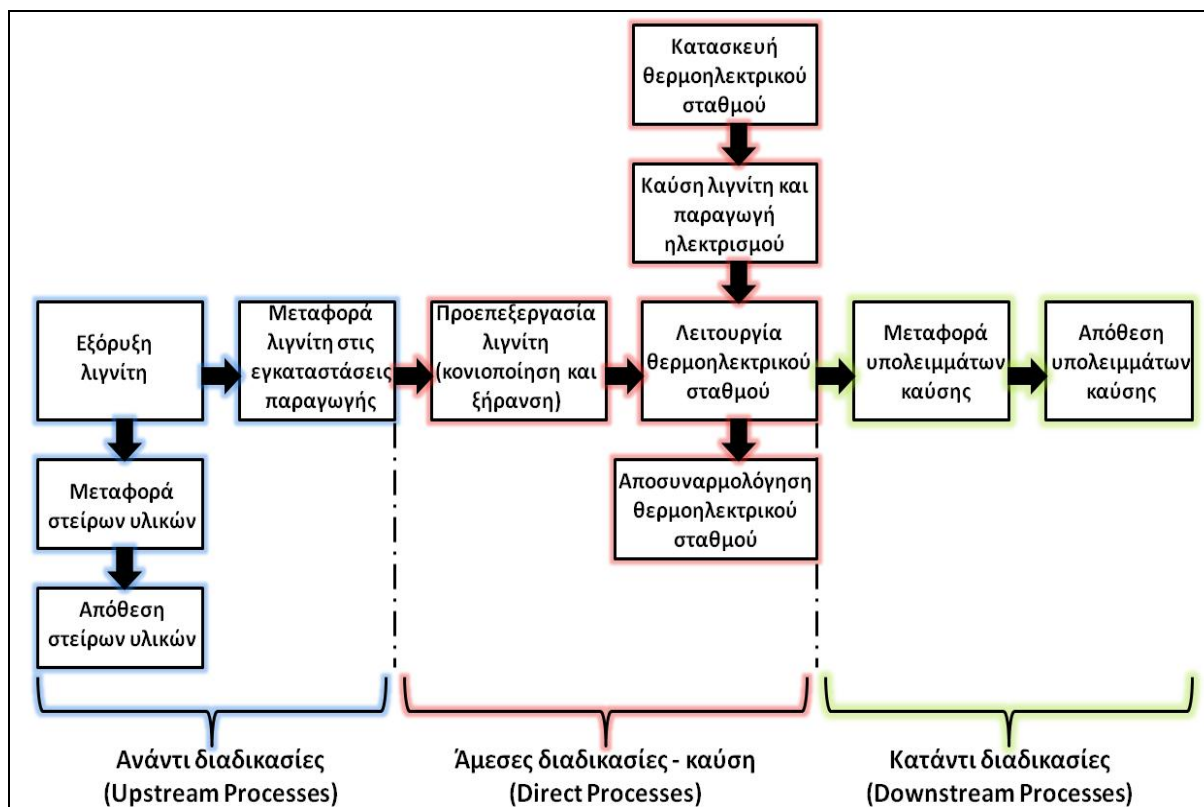 Κατασκευή
θερμοηλεκτρικού
σταθμού
Καύση λιγνίτη και
παραγωγή
ηλεκτρισμού
Εξόρυξη
λιγνίτη
Μεταφορά
λιγνίτη στις
εγκαταστάσεις
παραγωγής
Προεπεξεργασία
λιγνίτη
(κονιοποίηση και
ξήρανση)
Λειτουργία
θερμοηλεκτρικού
σταθμού
Μεταφορά
υπολειμμάτων
καύσης
Απόθεση
υπολειμμάτων
καύσης
Μεταφορά
στείρων υλικών
Αποσυναρμολόγηση
θερμοηλεκτρικού
σταθμού
Απόθεση
στείρων υλικών
Ανάντι διαδικασίες
(Upstream Processes)
Άμεσες διαδικασίες - καύση
(Direct Processes)
Κατάντι διαδικασίες
(Downstream Processes)